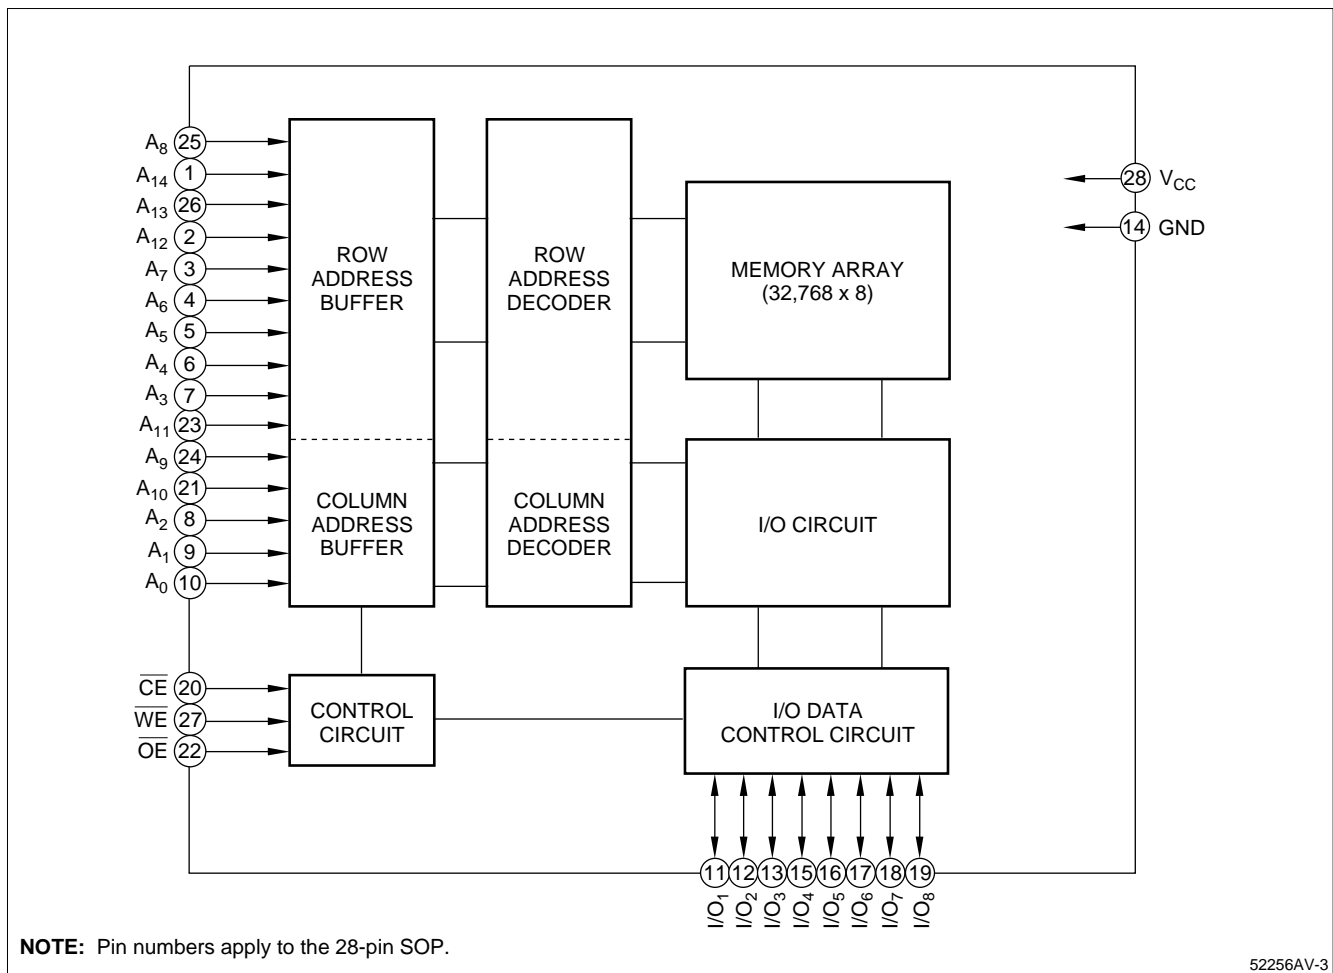 A8 25
A14 1
A13 26
A12 2
A7 3
A6 4
A5 5
A4 6
A3 7
A11 23
A9 24
A10 21
A2 8
A1 9
A0 10
CE 20
WE 27
OE 22
ROW
ADDRESS
BUFFER
COLUMN
ADDRESS
BUFFER
CONTROL
CIRCUIT
ROW
ADDRESS
DECODER
COLUMN
ADDRESS
DECODER
MEMORY ARRAY
(32,768 x 8)
I/O CIRCUIT
I/O DATA
CONTROL CIRCUIT
28 VCC
14 GND
11 12 13 15 16 17 18 19
I/O1 I/O2 I/O3 I/O4 I/O5 I/O6 I/O7 I/O8
NOTE: Pin numbers apply to the 28-pin SOP.
52256AV-3